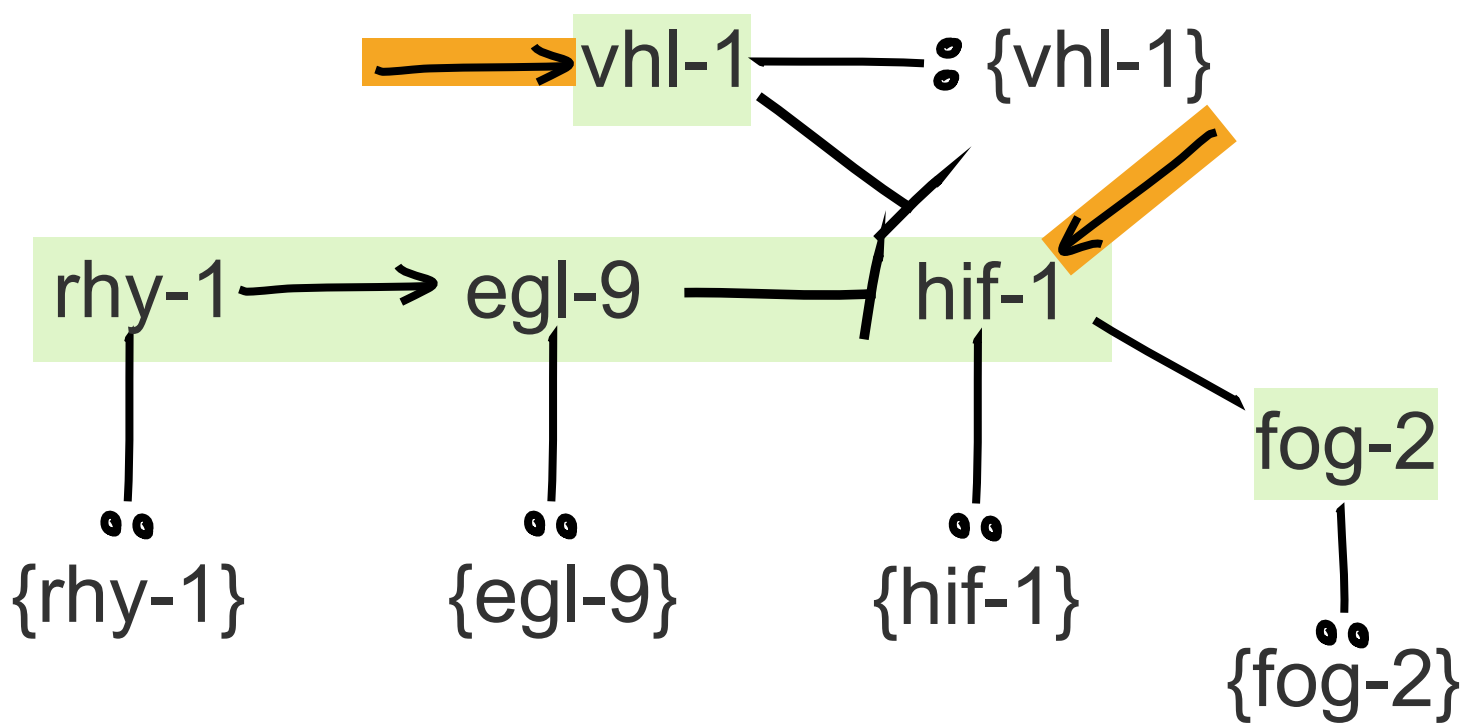 vhl-1 {vhl-1}
rhy-1 egl-9 hif-1
fog-2
{rhy-1} {egl-9} {hif-1}
{fog-2}